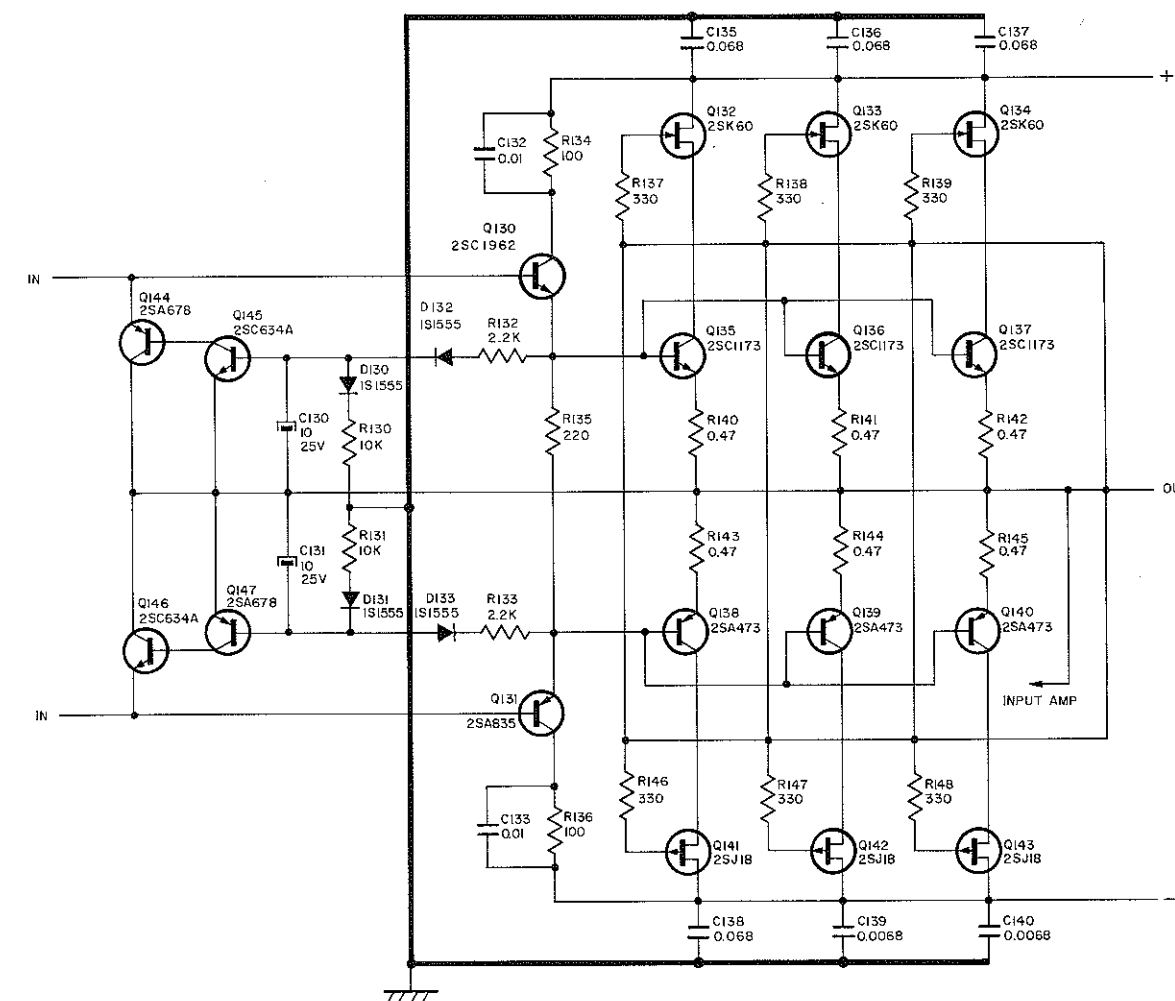 C135
0.068
C136
0.068
C137
0.068
+
Q132
2SK60
Q133
2SK60
Q134
2SK60
C132
0.01
R134
100
R137
330
R138
330
R139
330
Q130
2SC1962
IN
Q144
2SA678
Q145
2SC634A
D132
1S1555
R132
2.2K
Q135
2SC1173
Q136
2SC1173
Q137
2SC1173
D130
1S1555
C130
10
25V
R130
10K
R135
220
R140
0.47
R141
0.47
R142
0.47
OU
R131
10K
C131
10
25V
R143
0.47
R144
0.47
R145
0.47
Q146
2SC634A
Q147
2SA678
D131
1S1555
D133
1S1555
R133
2.2K
Q138
2SA473
Q139
2SA473
Q140
2SA473
INPUT AMP
IN
Q131
2SA835
R146
330
R147
330
R148
330
C133
0.01
R136
100
Q141
2SJ18
Q142
2SJ18
Q143
2SJ18
−
C138
0.068
C139
0.0068
C140
0.0068